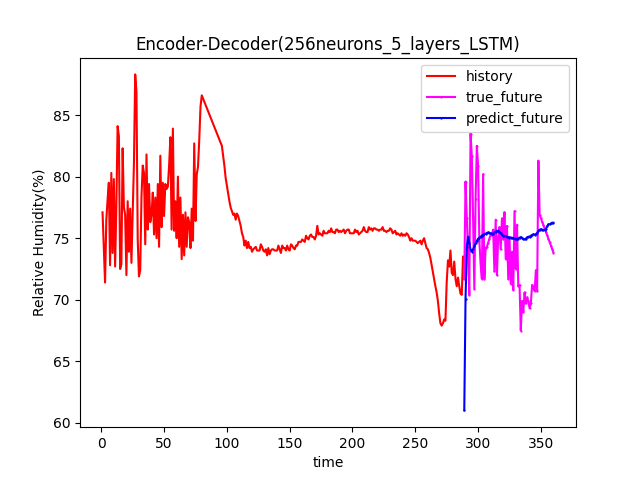 Encoder-Decoder(256neurons_5_layers_LSTM)
history
true_future
predict_future
Relative Humidity(%)
85
80
75
70
65
60
0
50
100
150
200
250
300
350
time